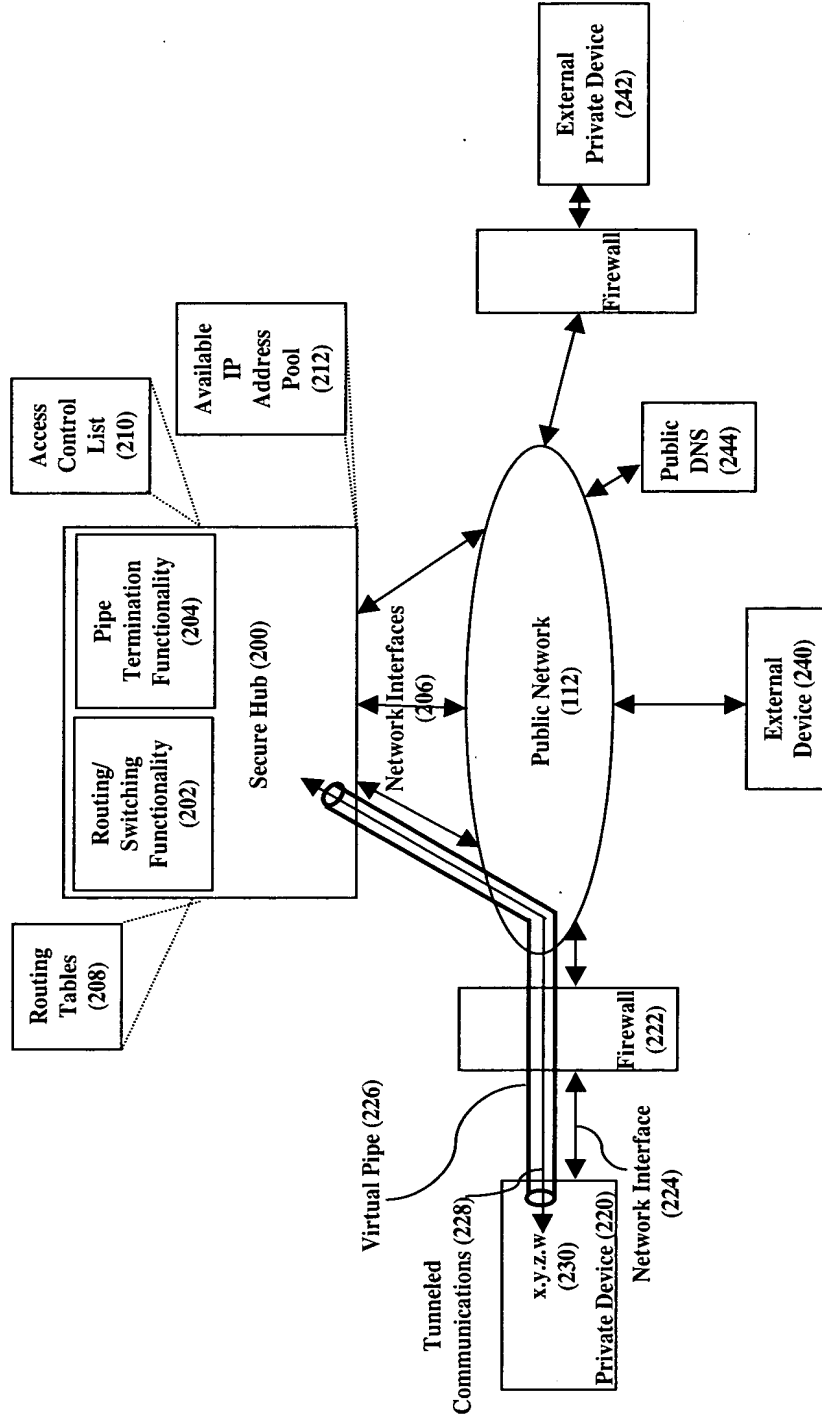 Routing
Tables
(208)
Access
Control
List
(210)
Available
IP
Address
Pool
(212)
Routing/
Switching
Functionality
(202)
Pipe
Termination
Functionality
(204)
Secure Hub (200)
Network Interfaces
(206)
Virtual Pipe (226)
Tunneled
Communications (228)
x.y.z.w
(230)
Private Device (220)
Network Interface
(224)
Firewall
(222)
Public Network
(112)
Firewall
External
Private Device
(242)
Public
DNS
(244)
External
Device (240)